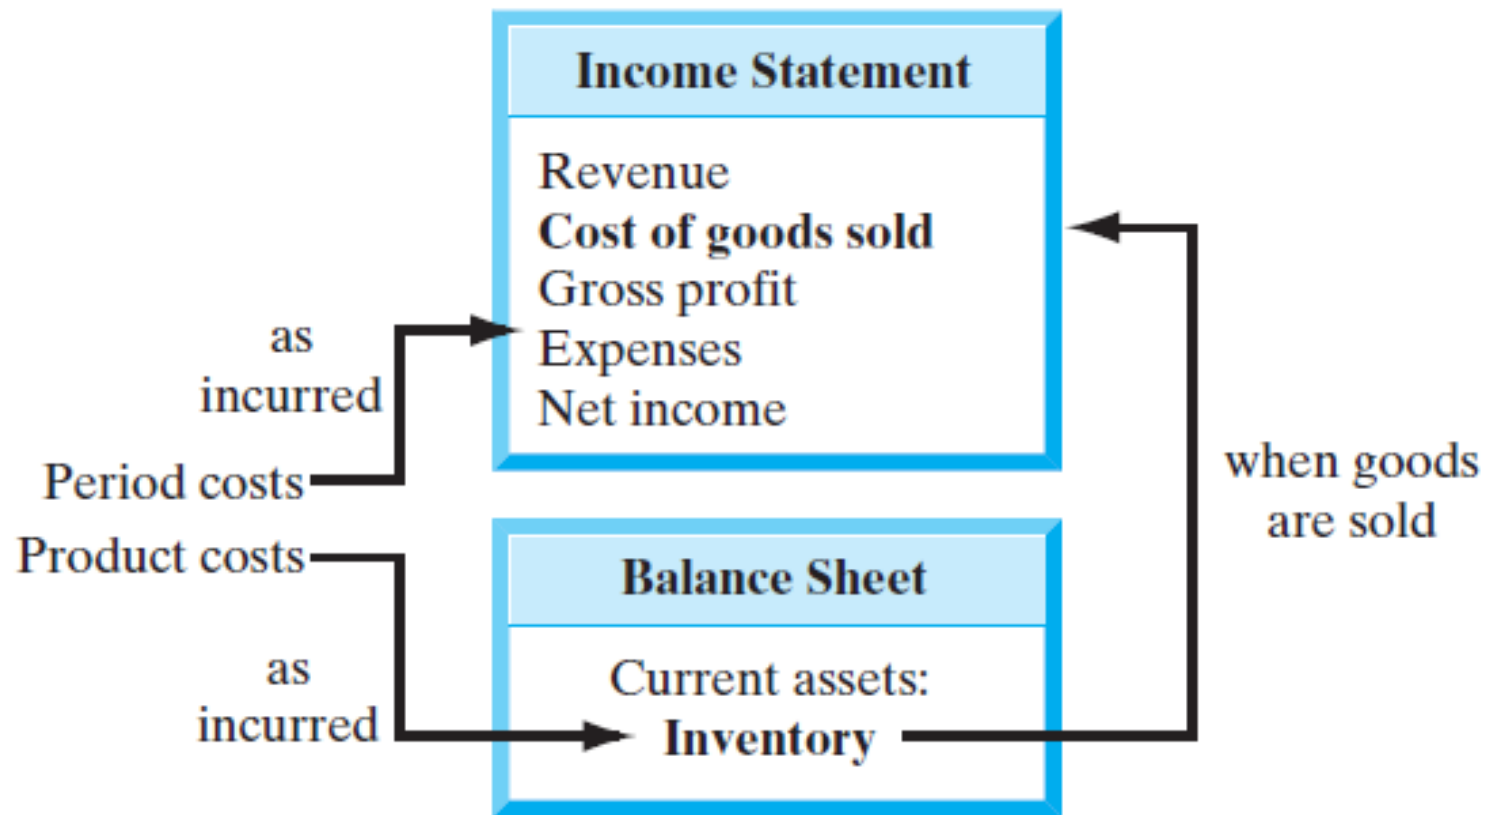 Income Statement
Revenue
Cost of goods sold
Gross profit
Expenses
Net income
as
incurred
Period costs
Product costs
as
incurred
Balance Sheet
Current assets:
Inventory
when goods
are sold